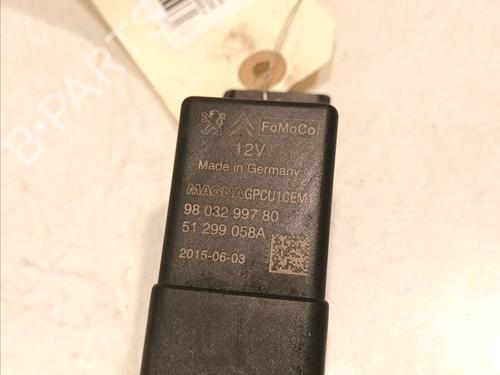 FoMoCo
12V
Made in Germany
MAGNA GPCU1CEM1
98 032 997 80
51 299 058A
2015-06-03
B-PARTS